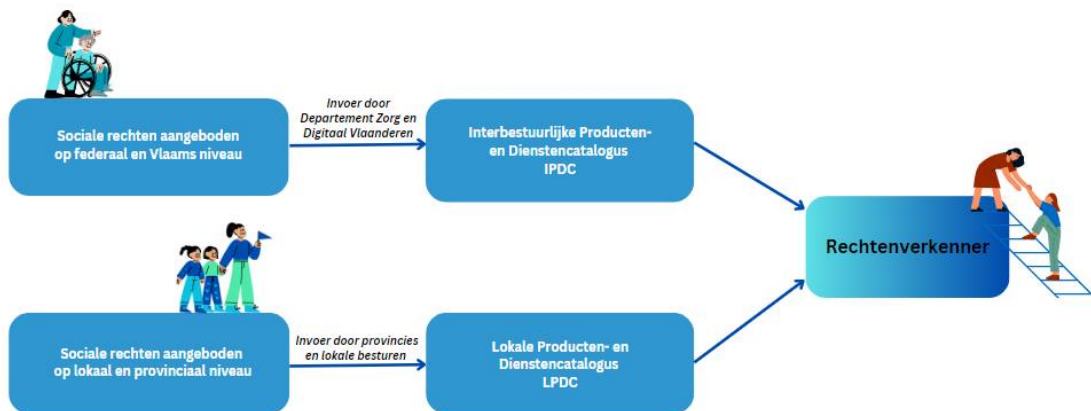 Sociale rechten aangeboden
op federaal en Vlaams niveau
Invoer door
Departement Zorg en
Digitaal Vlaanderen
Interbestuurlijke Producten-
en Dienstencatalogus
IPDC
Rechtenverkenner
Sociale rechten aangeboden
op lokaal en provinciaal niveau
Invoer door provincies
en lokale besturen
Lokale Producten- en
Dienstencatalogus
LPDC